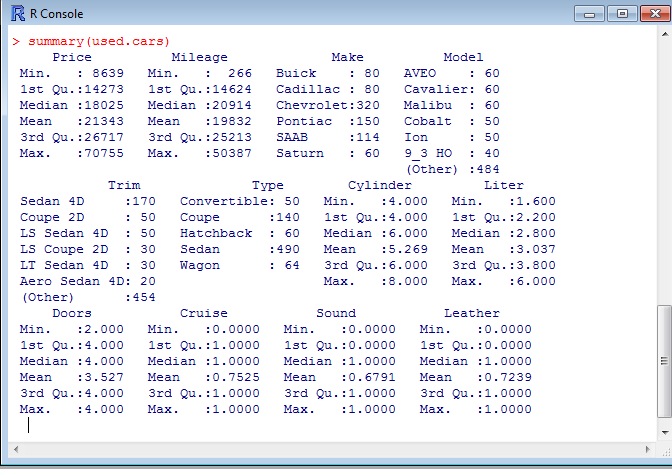 R R Console
> summary(used.cars)
     Price          Mileage              Make          Model
 Min.   : 8639   Min.   :  266   Buick    : 80   AVEO    : 60
 1st Qu.:14273   1st Qu.:14624   Cadillac : 80   Cavalier: 60
 Median :18025   Median :20914   Chevrolet:320   Malibu  : 60
 Mean   :21343   Mean   :19832   Pontiac  :150   Cobalt  : 50
 3rd Qu.:26717   3rd Qu.:25213   SAAB     :114   Ion     : 50
 Max.   :70755   Max.   :50387   Saturn   : 60   9_3 HO  : 40
                                                 (Other) :484
            Trim              Type        Cylinder         Liter
 Sedan 4D     :170   Convertible: 50   Min.   :4.000   Min.   :1.600
 Coupe 2D     : 50   Coupe      :140   1st Qu.:4.000   1st Qu.:2.200
 LS Sedan 4D  : 50   Hatchback  : 60   Median :6.000   Median :2.800
 LS Coupe 2D  : 30   Sedan      :490   Mean   :5.269   Mean   :3.037
 LT Sedan 4D  : 30   Wagon      : 64   3rd Qu.:6.000   3rd Qu.:3.800
 Aero Sedan 4D: 20                     Max.   :8.000   Max.   :6.000
 (Other)      :454
     Doors           Cruise           Sound           Leather
 Min.   :2.000   Min.   :0.0000   Min.   :0.0000   Min.   :0.0000
 1st Qu.:4.000   1st Qu.:1.0000   1st Qu.:0.0000   1st Qu.:0.0000
 Median :4.000   Median :1.0000   Median :1.0000   Median :1.0000
 Mean   :3.527   Mean   :0.7525   Mean   :0.6791   Mean   :0.7239
 3rd Qu.:4.000   3rd Qu.:1.0000   3rd Qu.:1.0000   3rd Qu.:1.0000
 Max.   :4.000   Max.   :1.0000   Max.   :1.0000   Max.   :1.0000